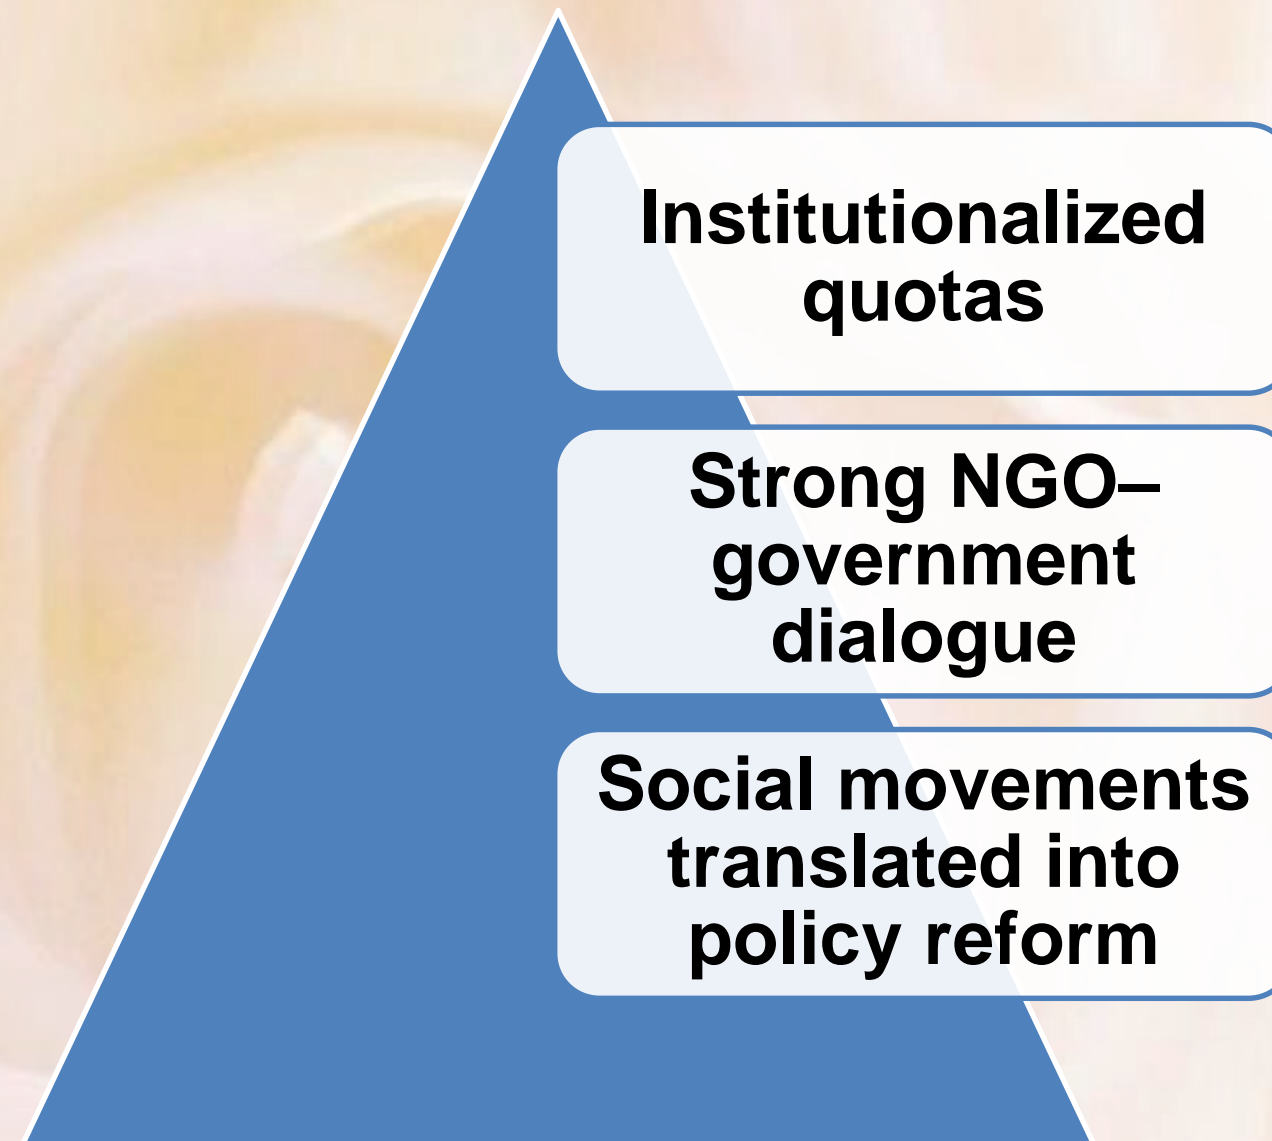 Institutionalized
quotas
Strong NGO–
government
dialogue
Social movements
translated into
policy reform